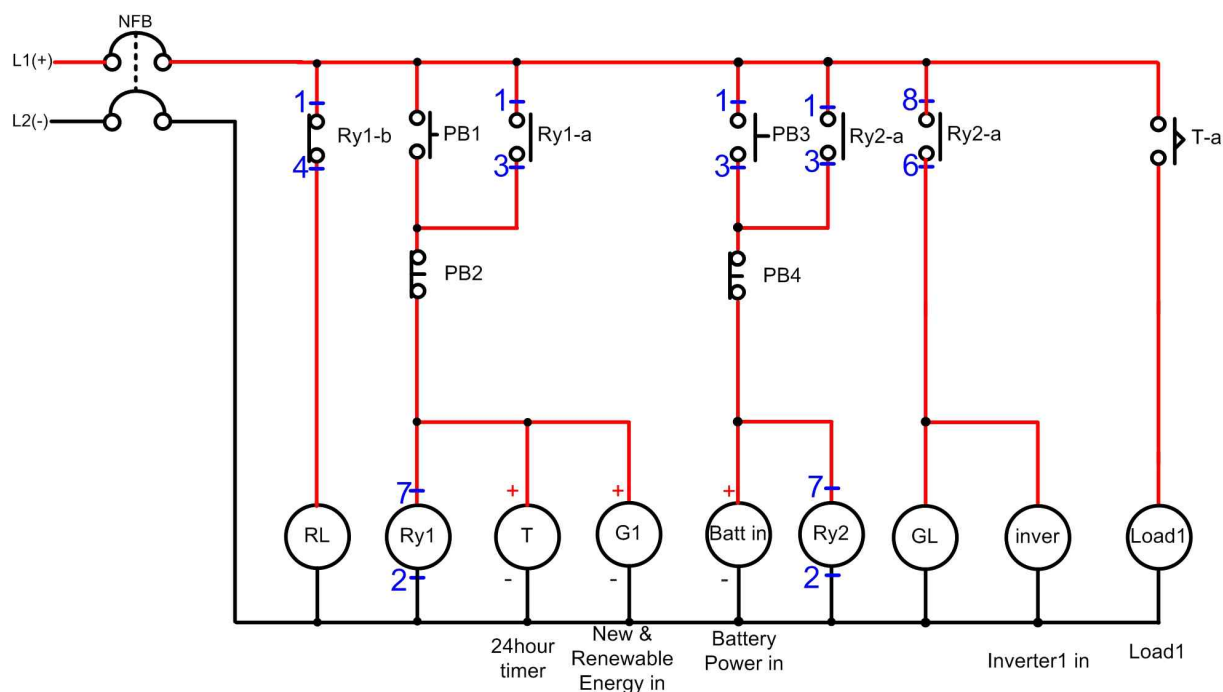 NFB
L1(+)
L2(-)
1
1
1
1
8
Ry1-b
PB1
Ry1-a
PB3
Ry2-a
Ry2-a
T-a
4
3
3
3
6
PB2
PB4
7
+
+
+
7
RL
Ry1
T
G1
Batt in
Ry2
GL
inver
Load1
2
-
-
-
2
24hour
timer
New &
Renewable
Energy in
Battery
Power in
Inverter1 in
Load1